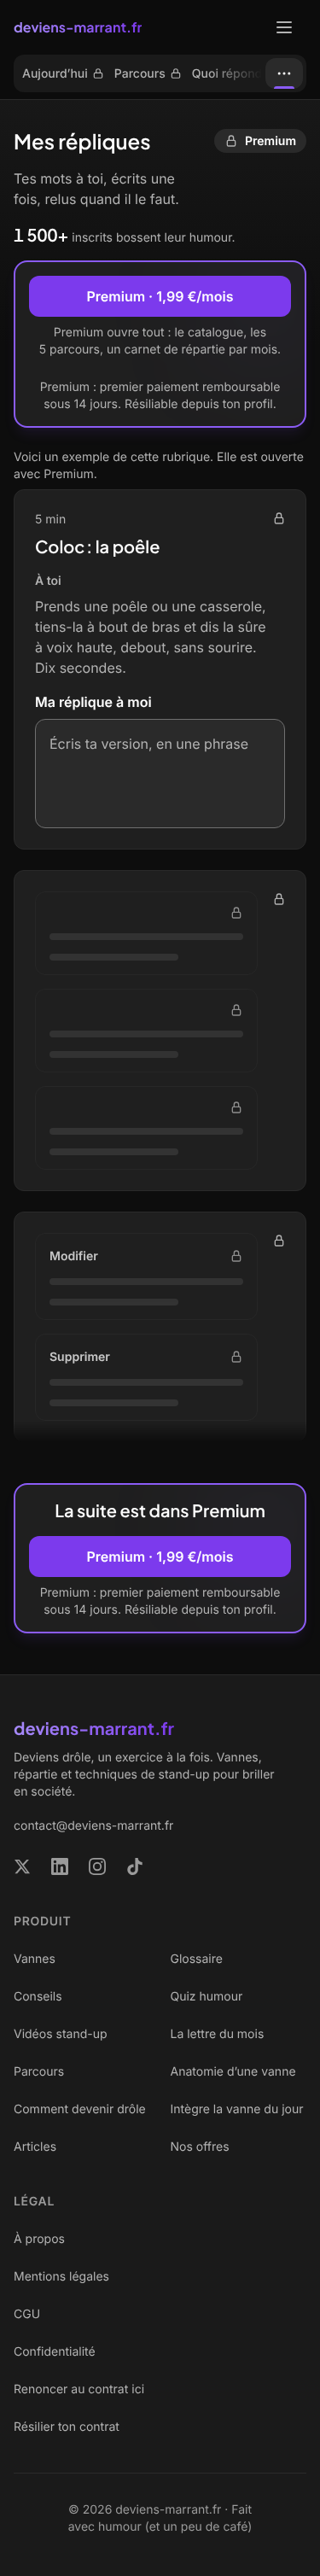 deviens-marrant.fr
Aujourd’hui
Parcours
Quoi répond
Mes répliques
Premium
Tes mots à toi, écrits une
fois, relus quand il le faut.
1 500+ inscrits bossent leur humour.
Premium · 1,99 €/mois
Premium ouvre tout : le catalogue, les
5 parcours, un carnet de répartie par mois.
Premium : premier paiement remboursable
sous 14 jours. Résiliable depuis ton profil.
Voici un exemple de cette rubrique. Elle est ouverte
avec Premium.
5 min
Coloc : la poêle
À toi
Prends une poêle ou une casserole,
tiens-la à bout de bras et dis la sûre
à voix haute, debout, sans sourire.
Dix secondes.
Ma réplique à moi
Écris ta version, en une phrase
Modifier
Supprimer
La suite est dans Premium
Premium · 1,99 €/mois
Premium : premier paiement remboursable
sous 14 jours. Résiliable depuis ton profil.
deviens-marrant.fr
Deviens drôle, un exercice à la fois. Vannes,
répartie et techniques de stand-up pour briller
en société.
contact@deviens-marrant.fr
PRODUIT
Vannes
Glossaire
Conseils
Quiz humour
Vidéos stand-up
La lettre du mois
Parcours
Anatomie d’une vanne
Comment devenir drôle
Intègre la vanne du jour
Articles
Nos offres
LÉGAL
À propos
Mentions légales
CGU
Confidentialité
Renoncer au contrat ici
Résilier ton contrat
© 2026 deviens-marrant.fr · Fait
avec humour (et un peu de café)